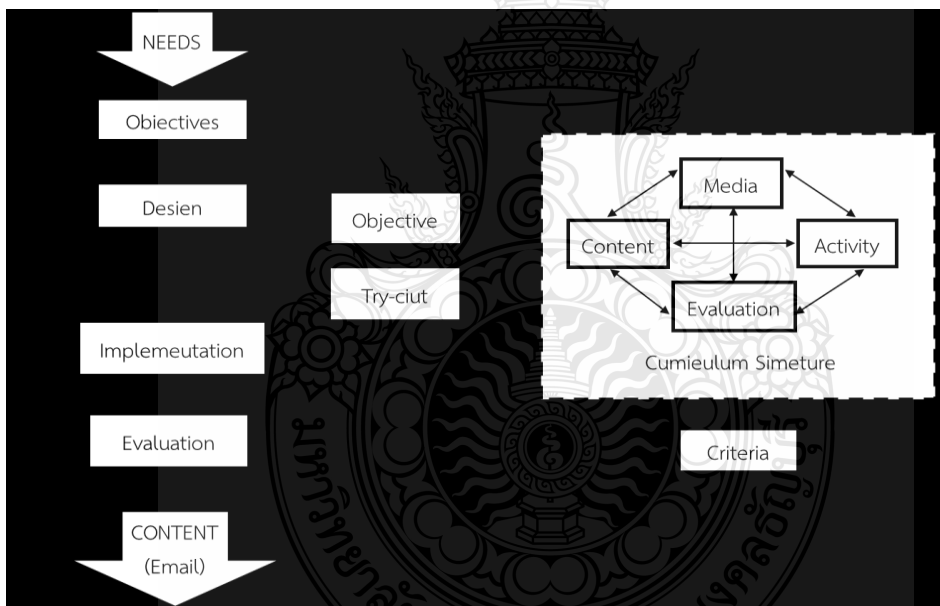 NEEDS
Obiectives
Desien
Objective
Try-ciut
Implemeutation
Evaluation
CONTENT
(Email)
Media
Content
Activity
Evaluation
Cumieulum Simeture
Criteria